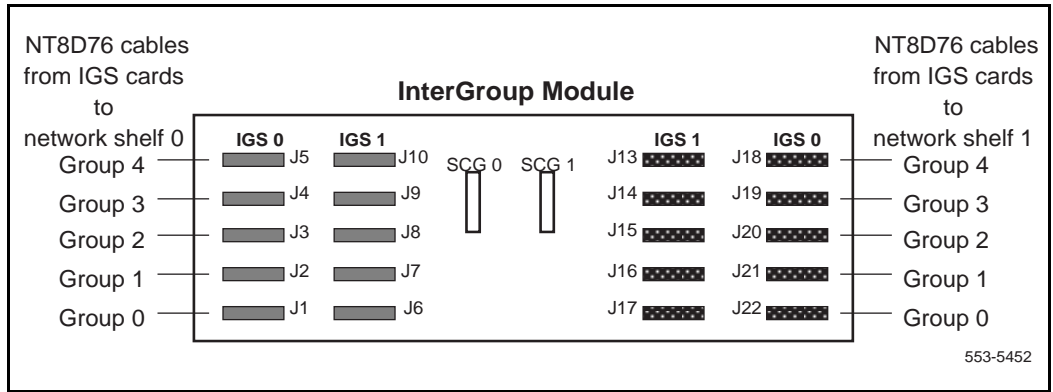 NT8D76 cables
from IGS cards
to
network shelf 0
NT8D76 cables
from IGS cards
to
network shelf 1
InterGroup Module
IGS 0 IGS 1 IGS 1 IGS 0
Group 4 J5 J10 SCG 0 SCG 1 J13 J18 Group 4
Group 3 J4 J9 J14 J19 Group 3
Group 2 J3 J8 J15 J20 Group 2
Group 1 J2 J7 J16 J21 Group 1
Group 0 J1 J6 J17 J22 Group 0
553-5452